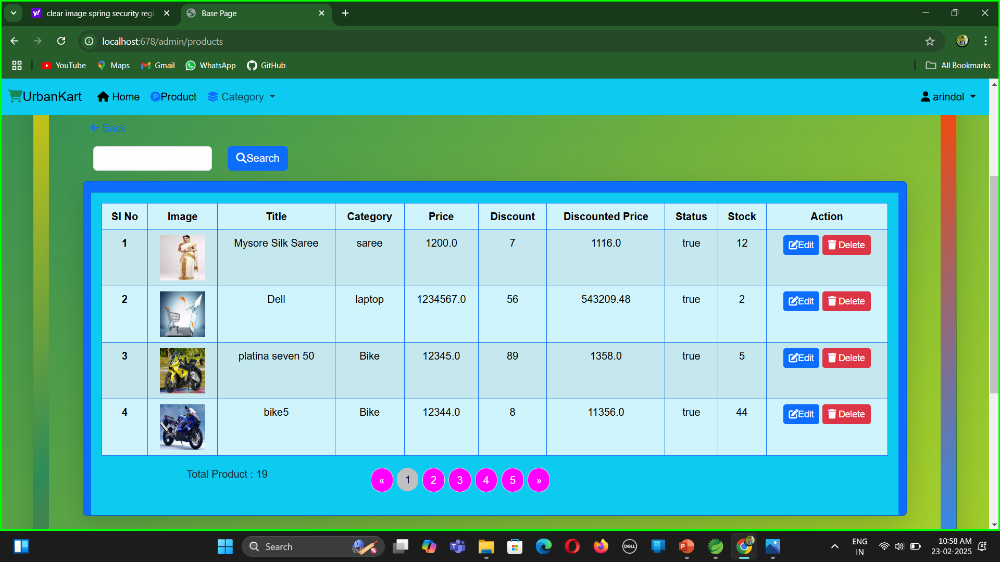 clear image spring security regi
Base Page
localhost:678/admin/products
YouTube Maps Gmail WhatsApp GitHub All Bookmarks
UrbanKart Home Product Category arindol
Back
Search
Sl No Image Title Category Price Discount Discounted Price Status Stock Action
1 Mysore Silk Saree saree 1200.0 7 1116.0 true 12 Edit Delete
2 Dell laptop 1234567.0 56 543209.48 true 2 Edit Delete
3 platina seven 50 Bike 12345.0 89 1358.0 true 5 Edit Delete
4 bike5 Bike 12344.0 8 11356.0 true 44 Edit Delete
Total Product : 19 « 1 2 3 4 5 »
Search
ENG
IN
10:58 AM
23-02-2025